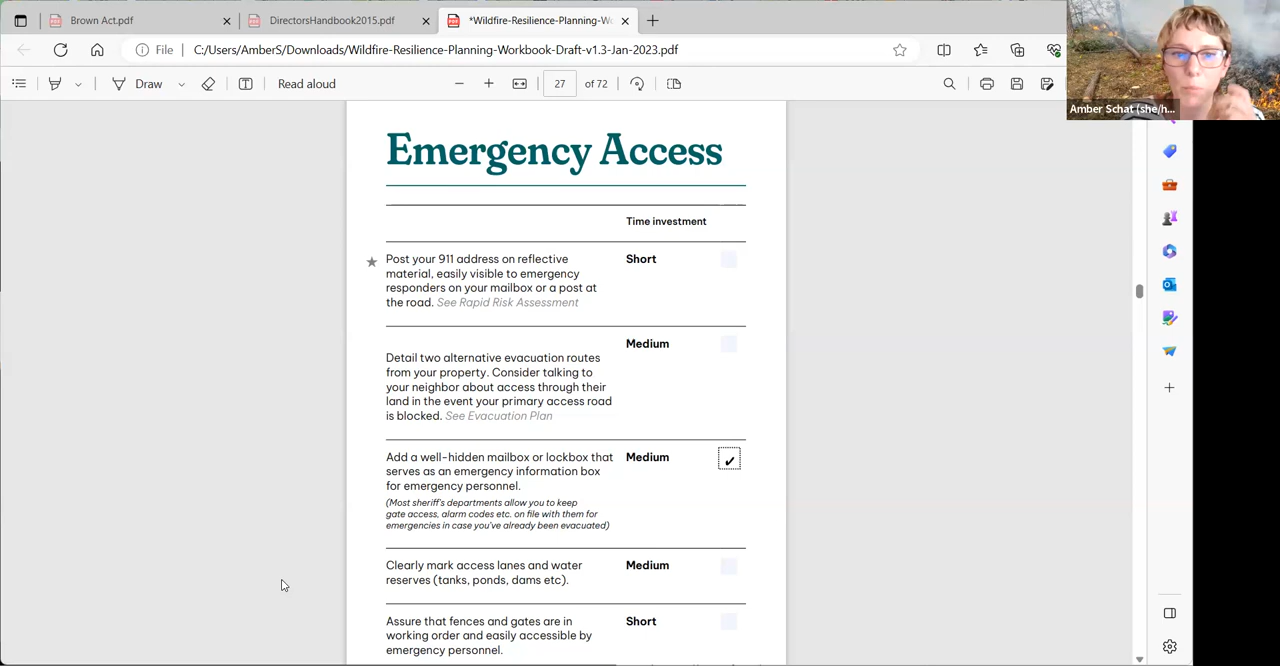 Brown Act.pdf
DirectorsHandbook2015.pdf
*Wildfire-Resilience-Planning-Wo
File
C:/Users/AmberS/Downloads/Wildfire-Resilience-Planning-Workbook-Draft-v1.3-Jan-2023.pdf
Draw
Read aloud
27 of 72
Amber Schat (she/h...
Emergency Access
Time investment
Post your 911 address on reflective
material, easily visible to emergency
responders on your mailbox or a post at
the road. See Rapid Risk Assessment
Short
Detail two alternative evacuation routes
from your property. Consider talking to
your neighbor about access through their
land in the event your primary access road
is blocked. See Evacuation Plan
Medium
Add a well-hidden mailbox or lockbox that
serves as an emergency information box
for emergency personnel.
(Most sheriff's departments allow you to keep
gate access, alarm codes etc. on file with them for
emergencies in case you've already been evacuated)
Medium
Clearly mark access lanes and water
reserves (tanks, ponds, dams etc).
Medium
Assure that fences and gates are in
working order and easily accessible by
emergency personnel.
Short